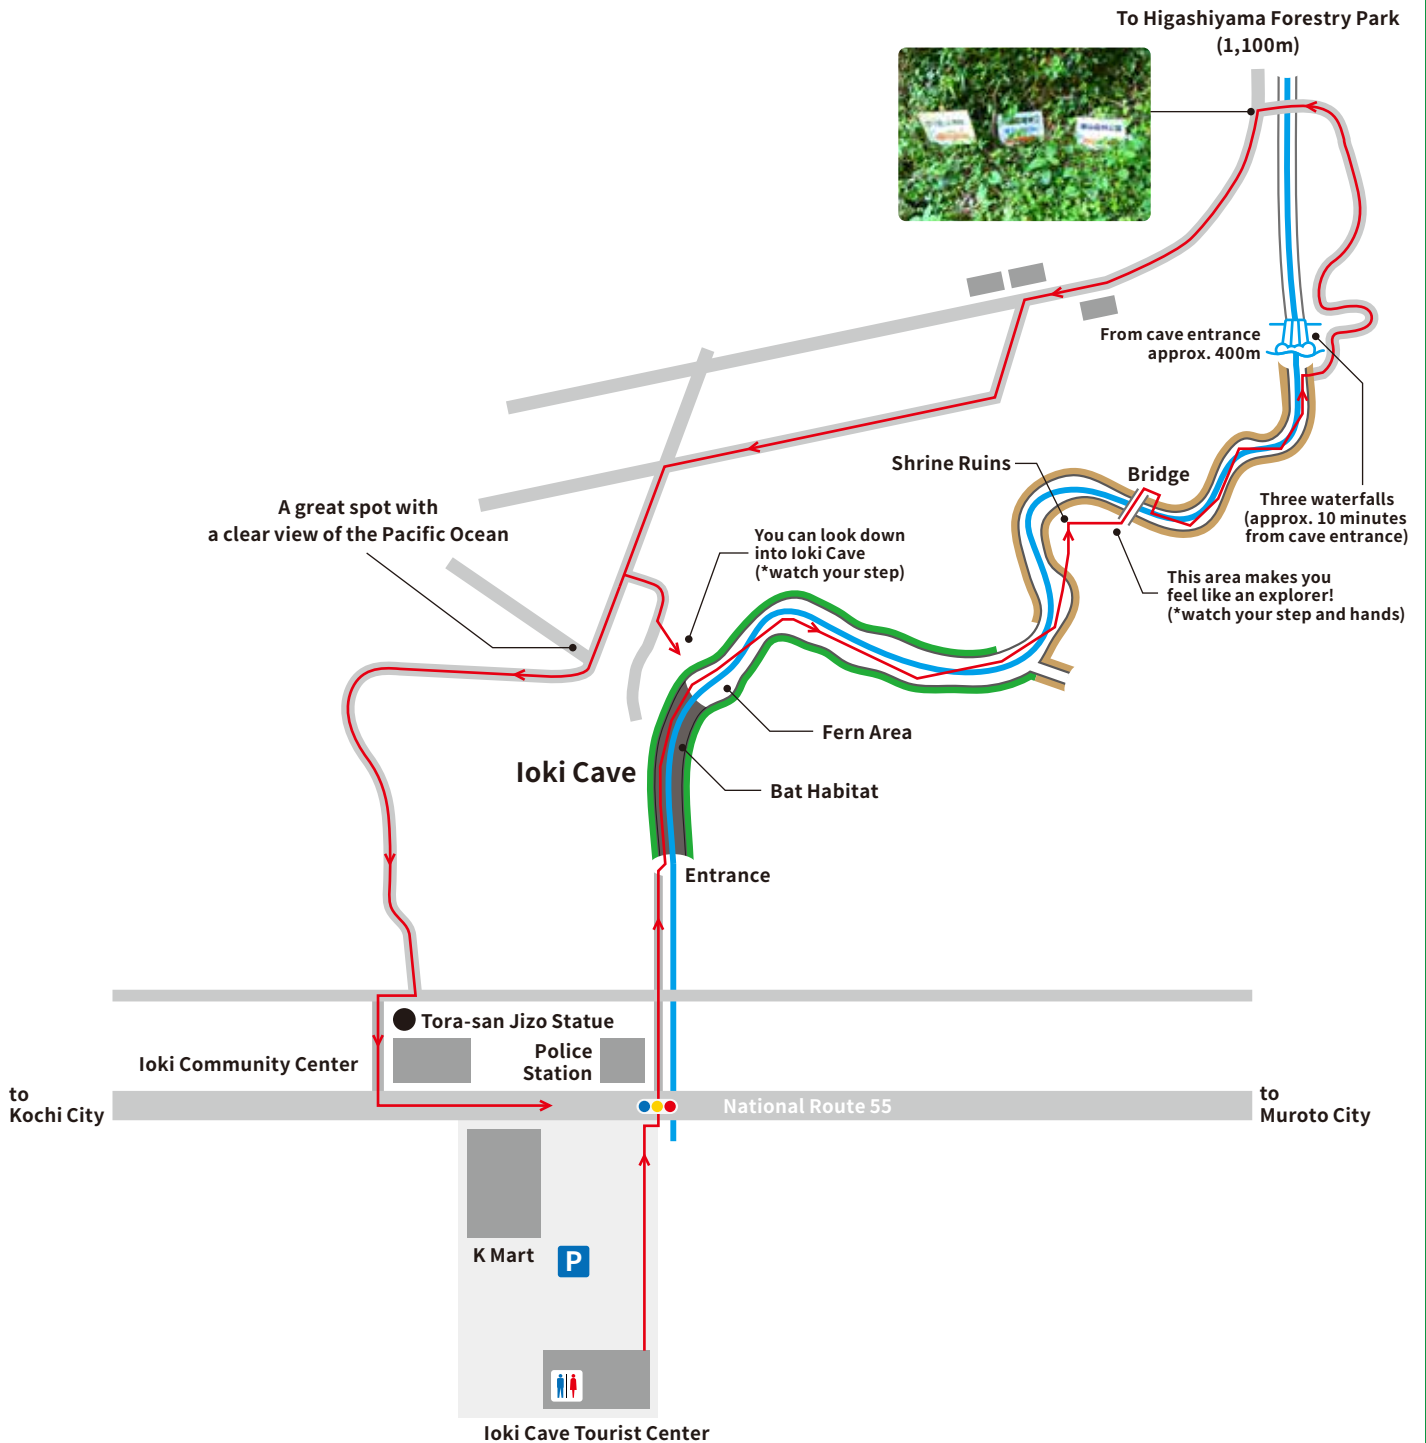 To Higashiyama Forestry Park
(1,100m)
From cave entrance
approx. 400m
Shrine Ruins
Bridge
Three waterfalls
(approx. 10 minutes
from cave entrance)
A great spot with
a clear view of the Pacific Ocean
You can look down
into Ioki Cave
(*watch your step)
This area makes you
feel like an explorer!
(*watch your step and hands)
Fern Area
Ioki Cave
Bat Habitat
Entrance
Tora-san Jizo Statue
Ioki Community Center
Police
Station
to
Kochi City
National Route 55
to
Muroto City
K Mart
P
Ioki Cave Tourist Center